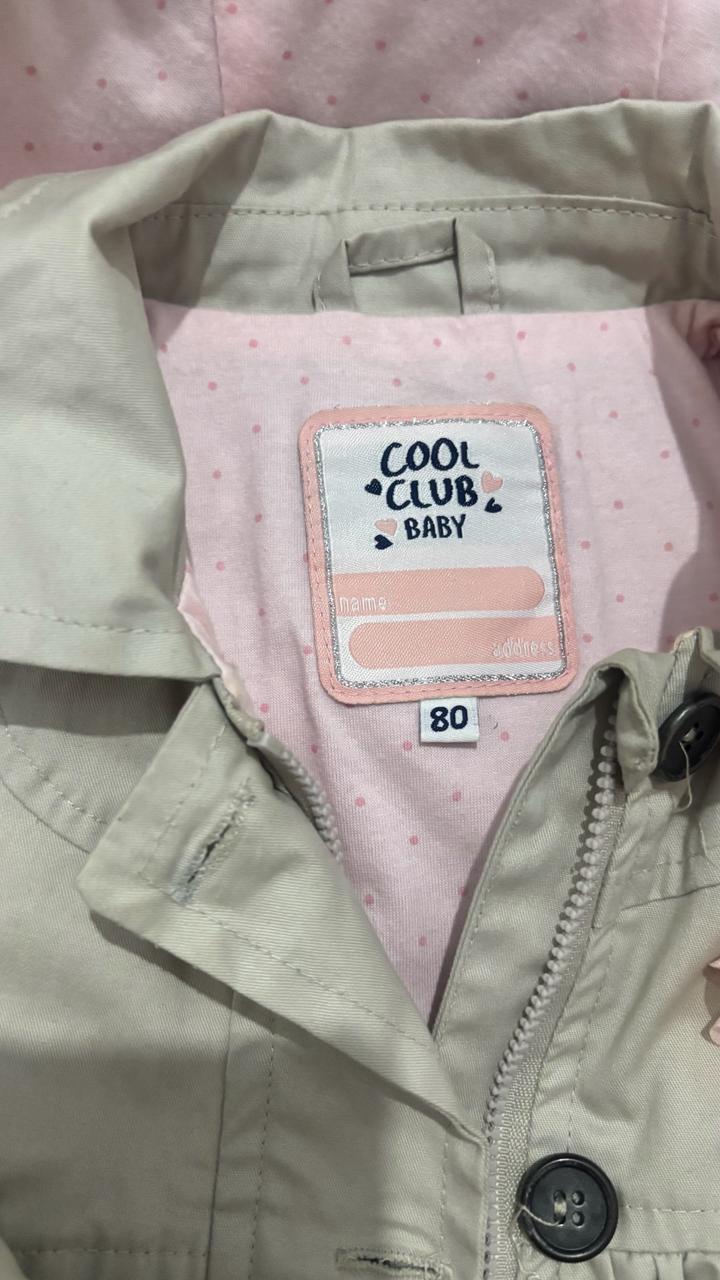 COOL
CLUB
BABY
name
address
80